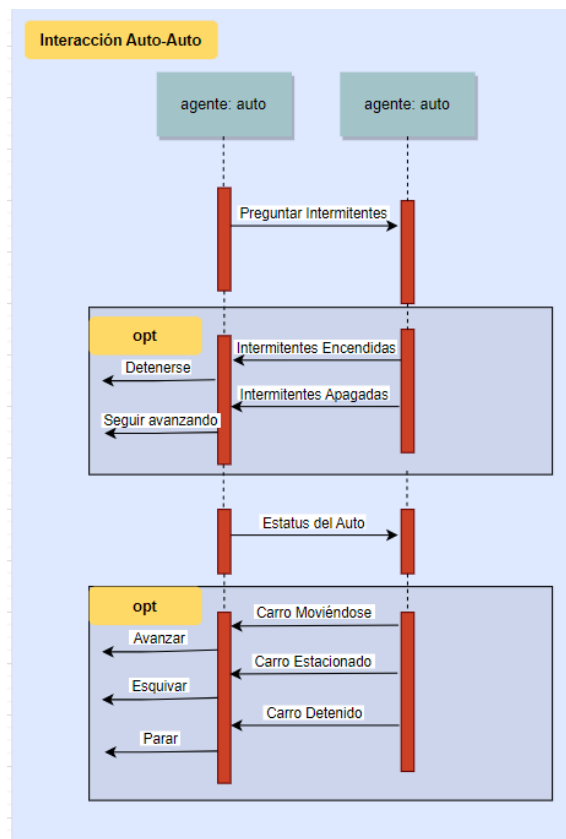 Interacción Auto-Auto
agente: auto
agente: auto
Preguntar Intermitentes
opt
Intermitentes Encendidas
Detenerse
Intermitentes Apagadas
Seguir avanzando
Estatus del Auto
opt
Carro Moviéndose
Avanzar
Carro Estacionado
Esquivar
Carro Detenido
Parar